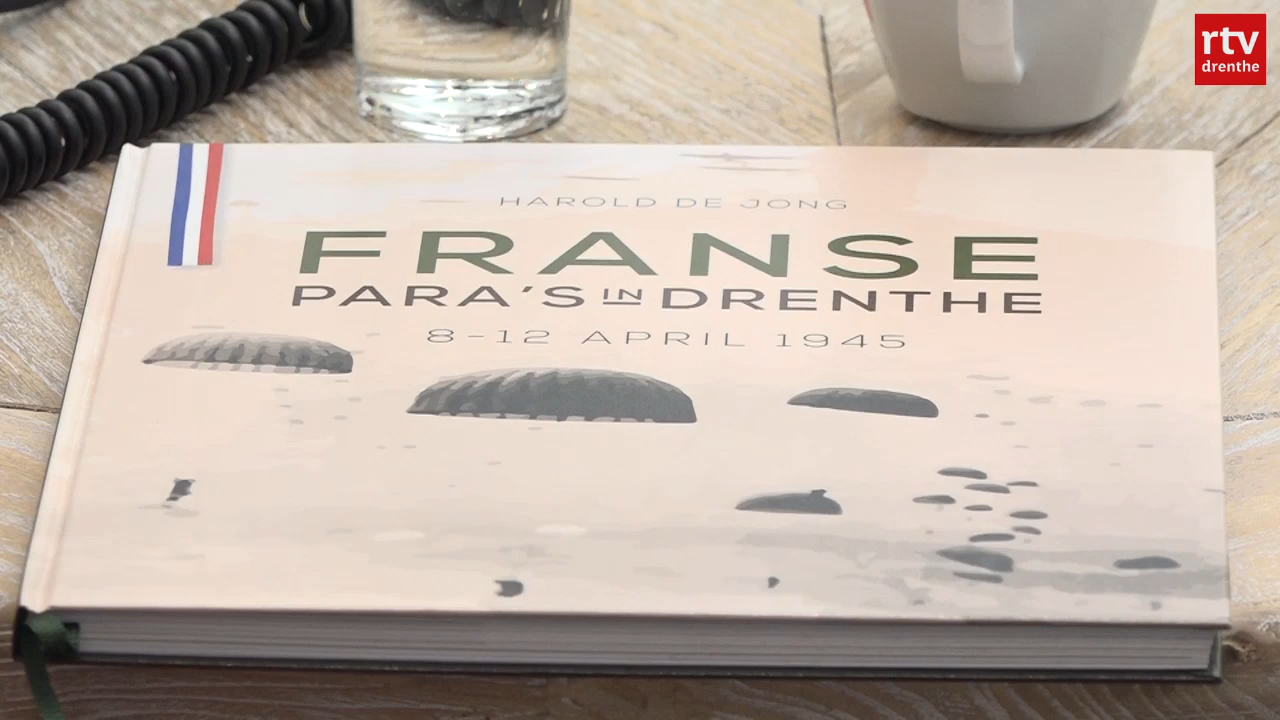 rtv
drenthe
HAROLD DE JONG
FRANSE
PARA'S IN DRENTHE
8-12 APRIL 1945